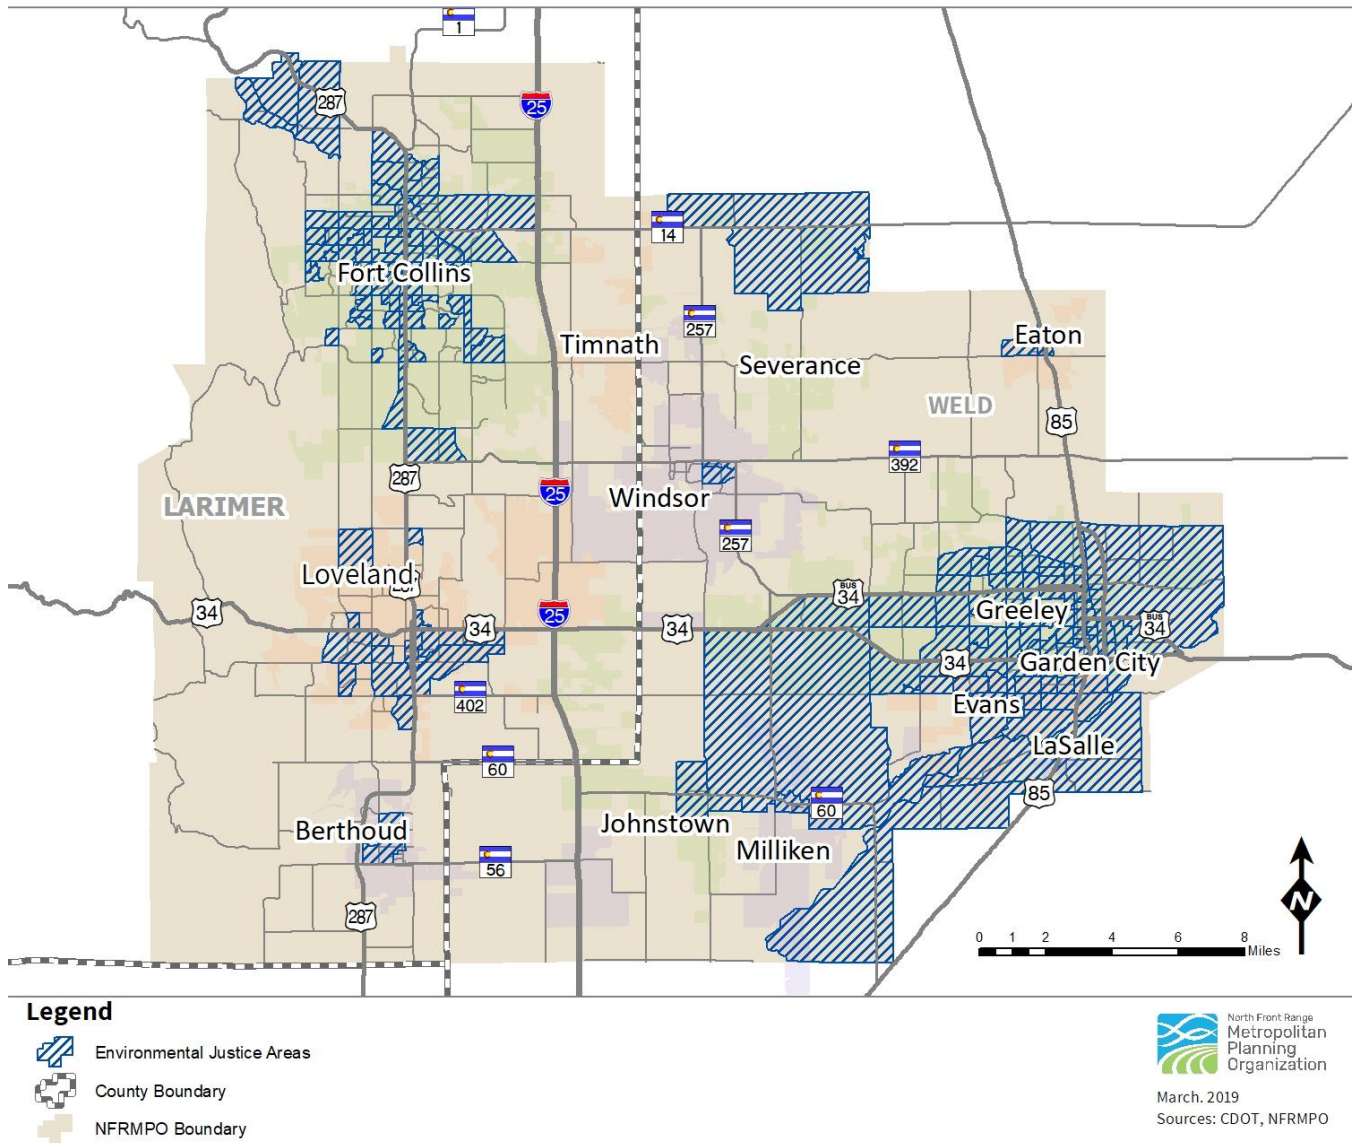 1
287
25
14
Fort Collins
257
Timnath
Eaton
Severance
WELD
85
392
287
25
LARIMER
Windsor
257
Loveland
BUS
34
34
25
34
34
Greeley
BUS
34
34
Garden City
402
Evans
LaSalle
60
85
60
Berthoud
Johnstown
Milliken
56
287
N
0 1 2 4 6 8
Miles
Legend
Environmental Justice Areas
County Boundary
NFRMPO Boundary
North Front Range
Metropolitan
Planning
Organization
March. 2019
Sources: CDOT, NFRMPO